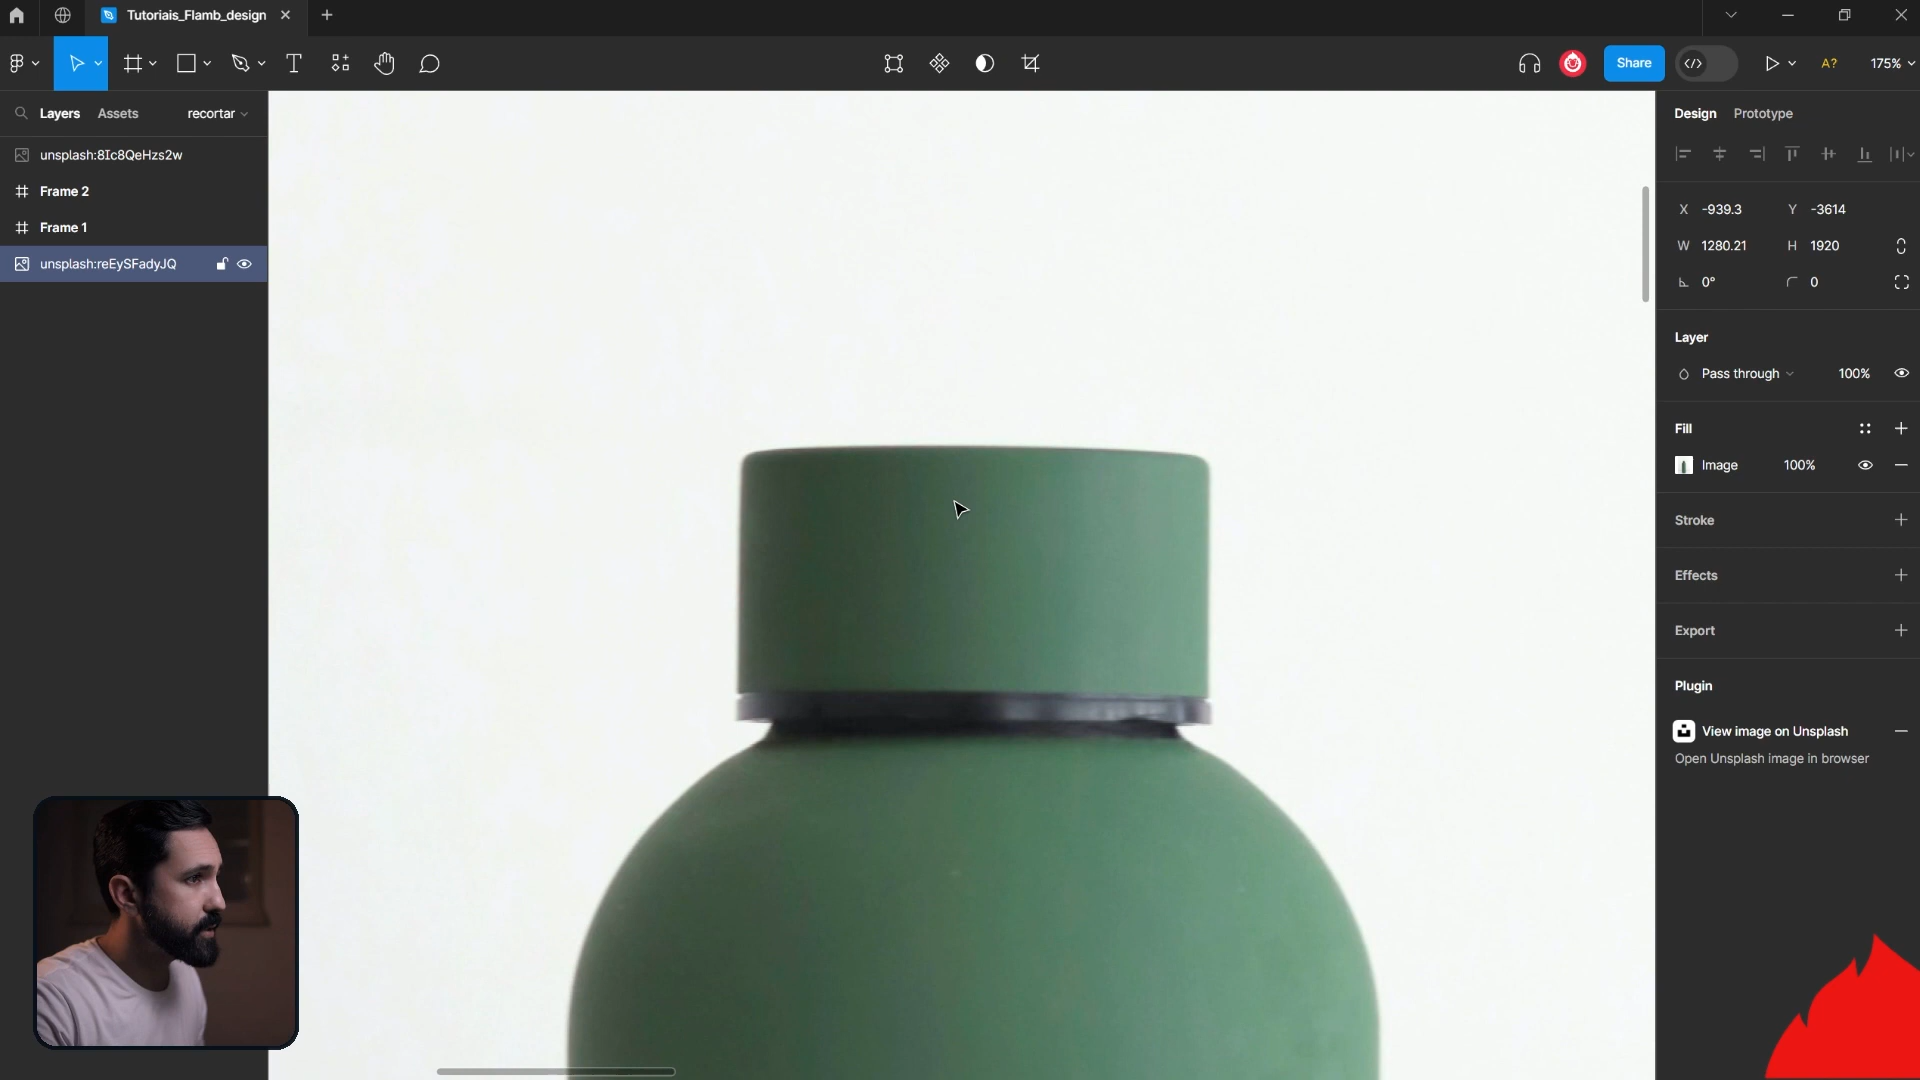 Tutoriais_Flamb_design
Share
A?
175%
Layers
Assets
recortar
unsplash:8Ic8QeHzs2w
Frame 2
Frame 1
unsplash:reEySFadyJQ
Design
Prototype
X -939.3
Y -3614
W 1280.21
H 1920
0°
0
Layer
Pass through
100%
Fill
Image
100%
Stroke
Effects
Export
Plugin
View image on Unsplash
Open Unsplash image in browser